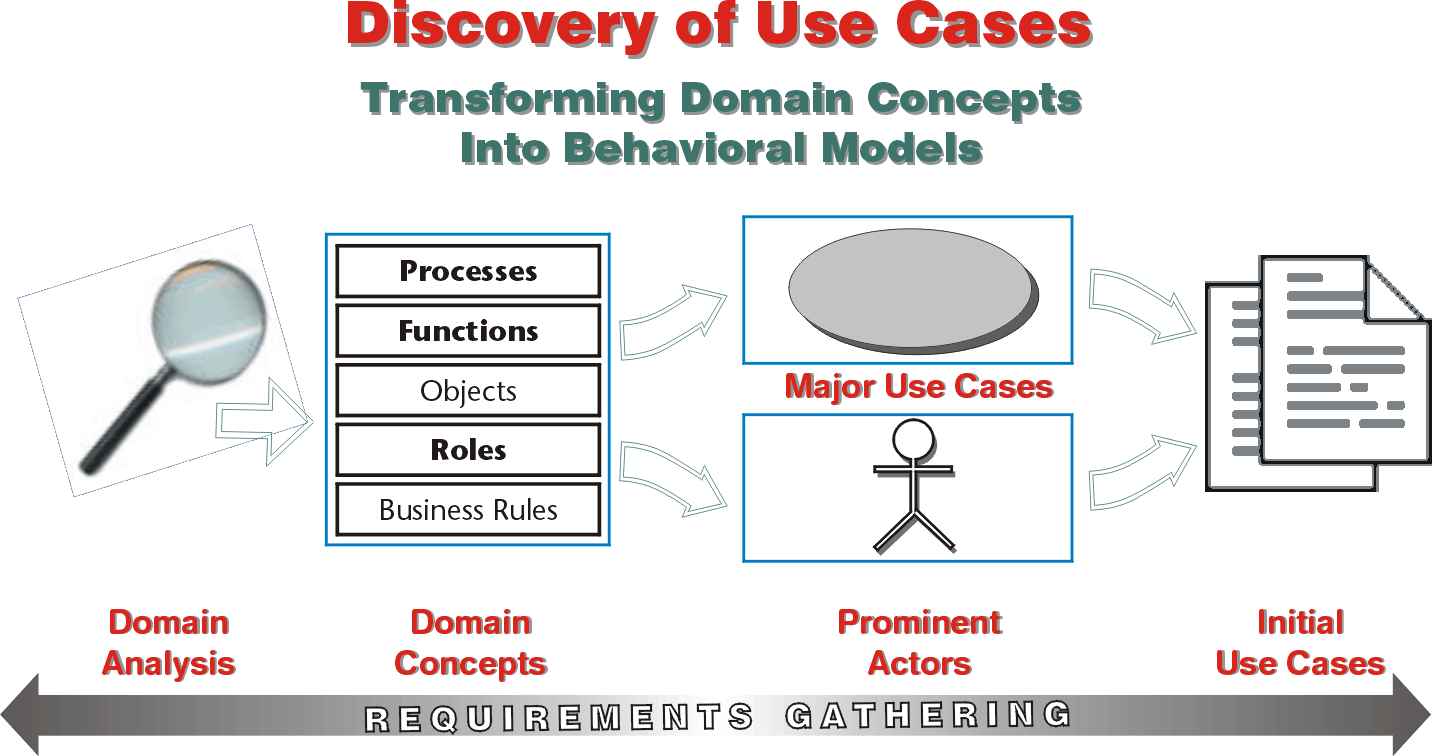 Discovery of Use Cases
Transforming Domain Concepts
Into Behavioral Models
Processes
Functions
Objects
Roles
Business Rules
Major Use Cases
Domain
Analysis
Domain
Concepts
Prominent
Actors
Initial
Use Cases
REQUIREMENTS GATHERING